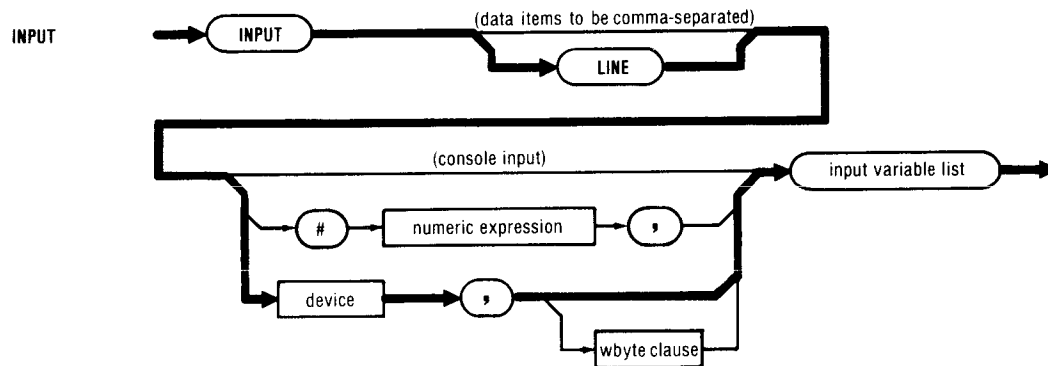 (data items to be comma-separated)
INPUT INPUT
LINE
(console input)
input variable list
# numeric expression ,
device ,
wbyte clause